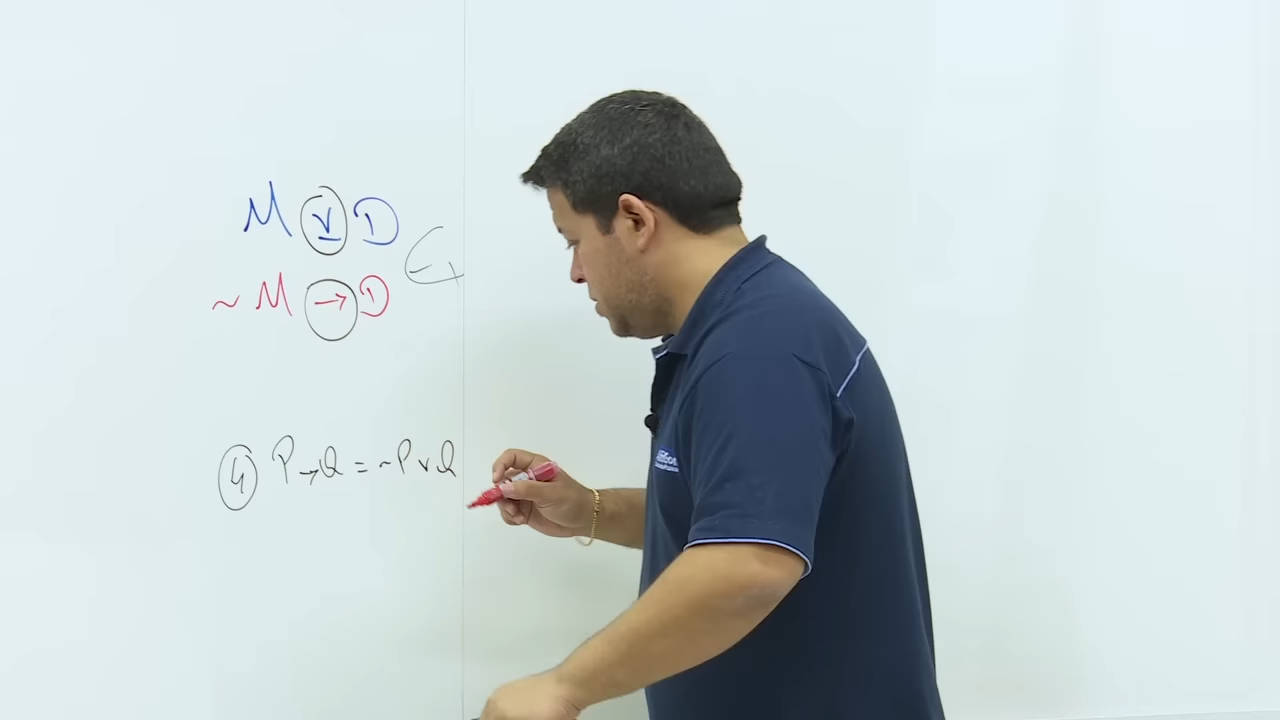 M ⊻ D
~ M → D
④ P → Q = ~P ∨ Q